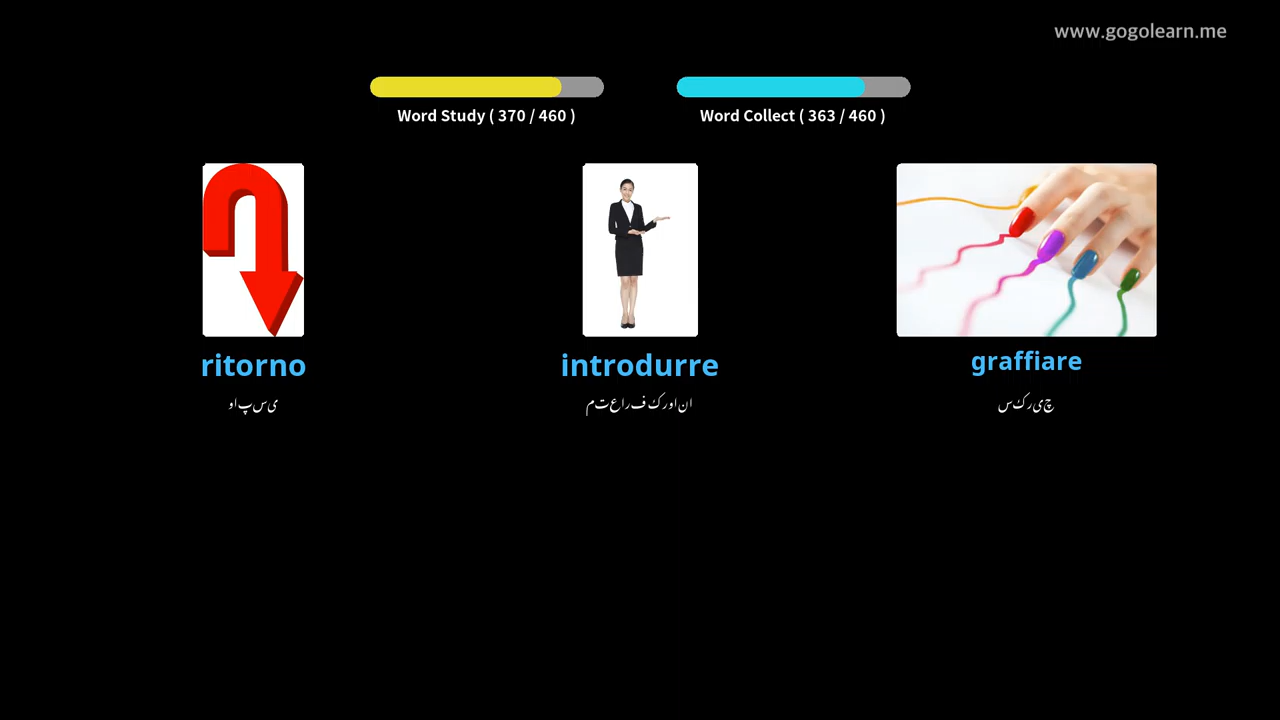 www.gogolearn.me
Word Study ( 370 / 460 )
Word Collect ( 363 / 460 )
ritorno
introdurre
graffiare
واپسی
متعارف کروانا
سکریچ